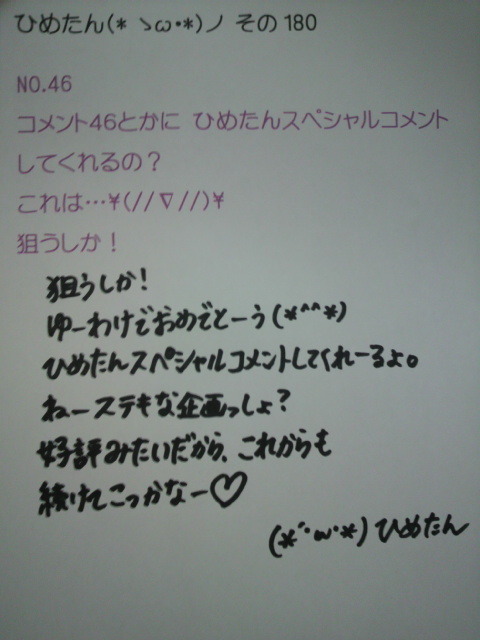 ひめたん(* ゝω・*)ノ その180
NO.46
コメント46とかに ひめたんスペシャルコメント
してくれるの?
これは…¥(//∇//)¥
狙うしか!
狙うしか!
ゆーわけでおめでとーう(*^^*)
ひめたんスペシャルコメントしてくれーるよ。
ねーステキな企画っしょ?
好評みたいだから、これからも
続けてこっかなー♡
(*´・ω・*)ひめたん